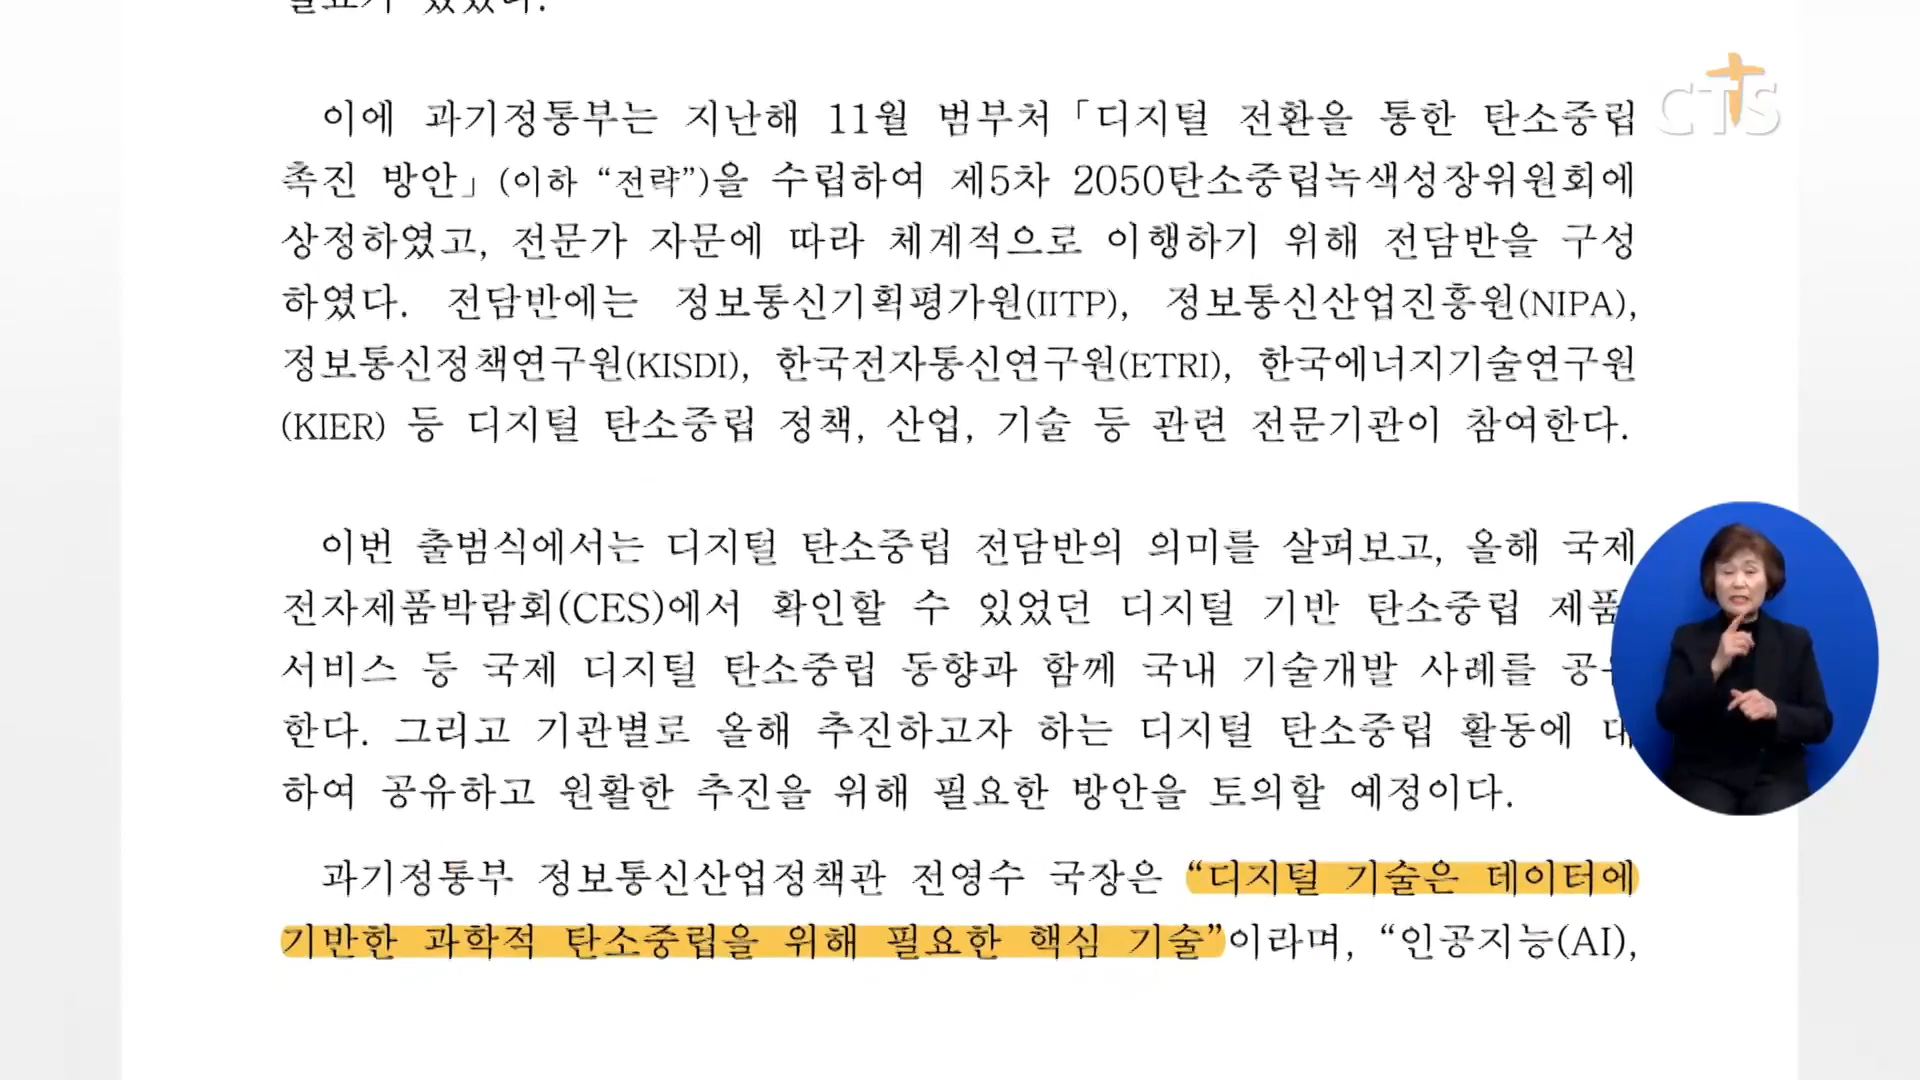 있었다.
CTS
이에 과기정통부는 지난해 11월 범부처「디지털 전환을 통한 탄소중립
촉진 방안」(이하 “전략”)을 수립하여 제5차 2050탄소중립녹색성장위원회에
상정하였고, 전문가 자문에 따라 체계적으로 이행하기 위해 전담반을 구성
하였다. 전담반에는 정보통신기획평가원(IITP), 정보통신산업진흥원(NIPA),
정보통신정책연구원(KISDI), 한국전자통신연구원(ETRI), 한국에너지기술연구원
(KIER) 등 디지털 탄소중립 정책, 산업, 기술 등 관련 전문기관이 참여한다.
이번 출범식에서는 디지털 탄소중립 전담반의 의미를 살펴보고, 올해 국제
전자제품박람회(CES)에서 확인할 수 있었던 디지털 기반 탄소중립 제품
서비스 등 국제 디지털 탄소중립 동향과 함께 국내 기술개발 사례를 공
한다. 그리고 기관별로 올해 추진하고자 하는 디지털 탄소중립 활동에 대
하여 공유하고 원활한 추진을 위해 필요한 방안을 토의할 예정이다.
과기정통부 정보통신산업정책관 전영수 국장은 “디지털 기술은 데이터에
기반한 과학적 탄소중립을 위해 필요한 핵심 기술”이라며, “인공지능(AI),